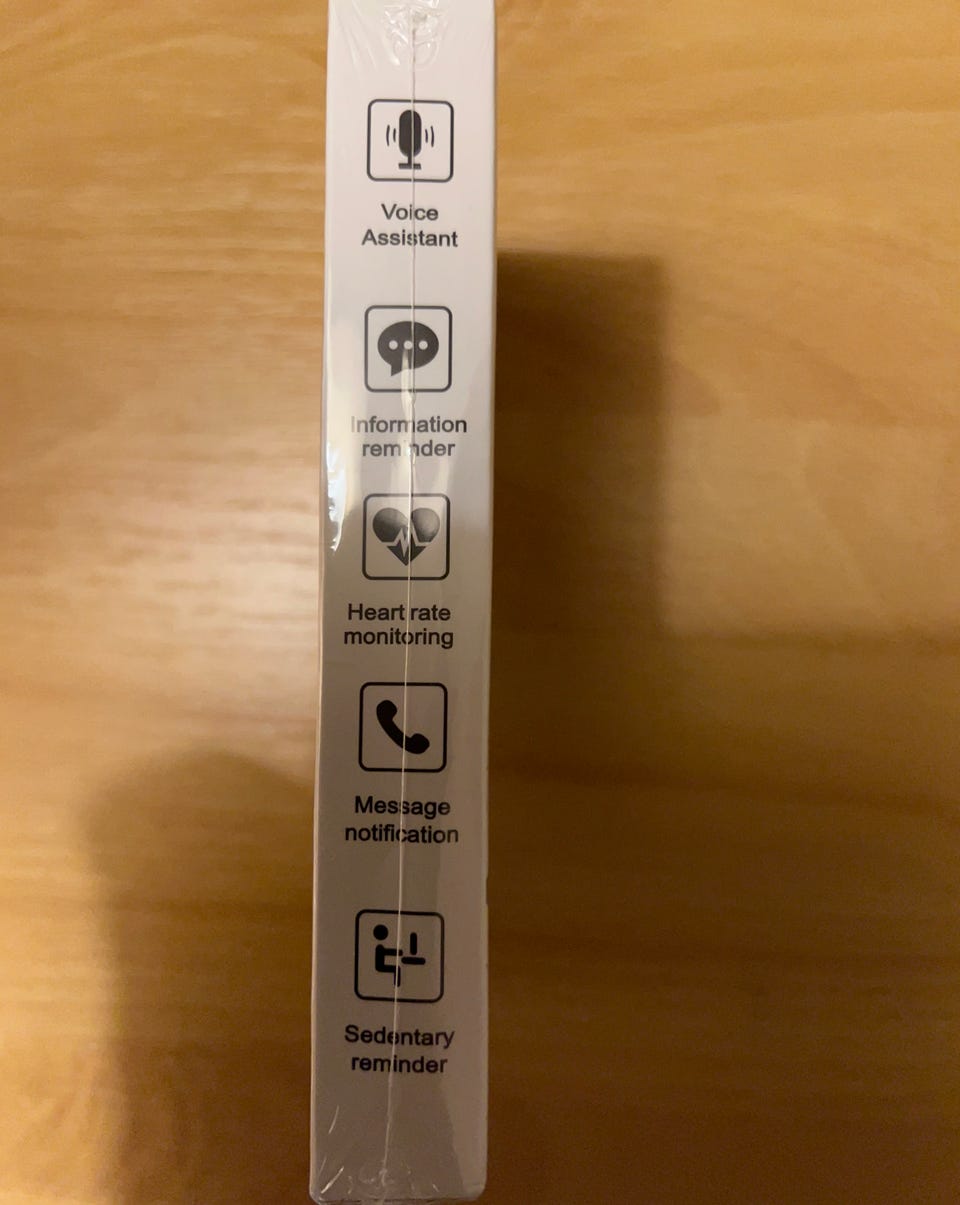 Voice
Assistant
Information
reminder
Heart rate
monitoring
Message
notification
Sedentary
reminder